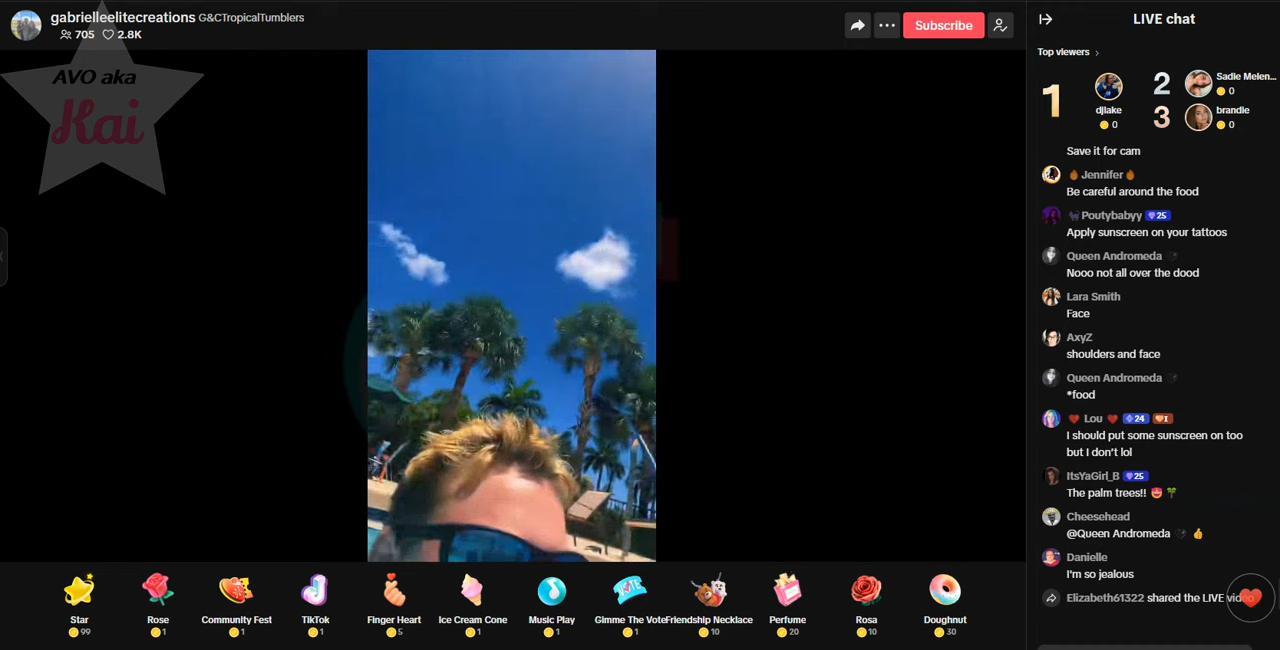 gabrielleelitecreations G&CTropicalTumblers
705 2.8K
Subscribe
AVO aka
Kai
LIVE chat
Top viewers >
1
djlake
0
2
Sadie Melen...
0
3
brandie
0
Save it for cam
Jennifer
Be careful around the food
Poutybabyy 25
Apply sunscreen on your tattoos
Queen Andromeda
Nooo not all over the dood
Lara Smith
Face
AxyZ
shoulders and face
Queen Andromeda
*food
Lou 24 I
I should put some sunscreen on too
but I don't lol
ItsYaGirl_B 25
The palm trees!!
Cheesehead
@Queen Andromeda
Danielle
I'm so jealous
Elizabeth61322 shared the LIVE video
Star
99
Rose
1
Community Fest
1
TikTok
1
Finger Heart
5
Ice Cream Cone
1
Music Play
1
Gimme The Vote
1
Friendship Necklace
10
Perfume
20
Rosa
10
Doughnut
30